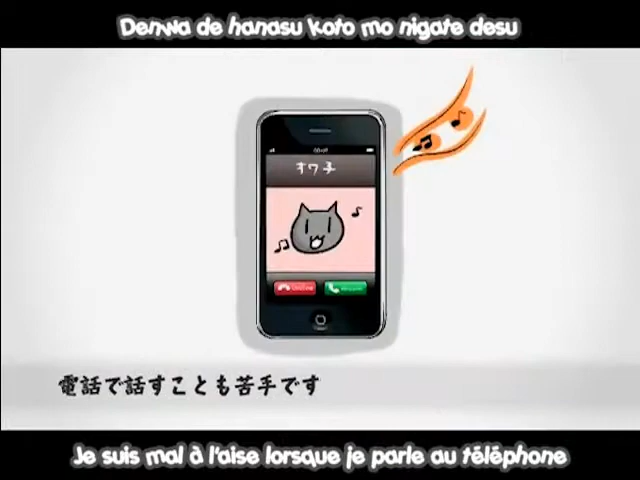 Denwa de hanasu koto mo nigate desu
オワ子
電話で話すことも苦手です
Je suis mal à l'aise lorsque je parle au téléphone